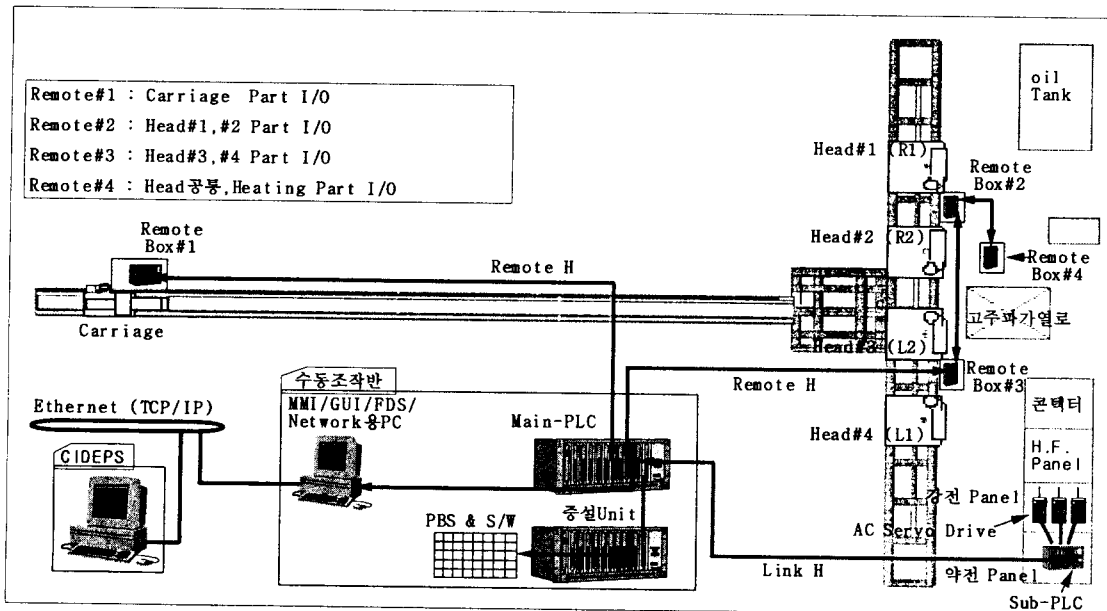 Remote#1 : Carriage Part I/O
Remote#2 : Head#1,#2 Part I/O
Remote#3 : Head#3,#4 Part I/O
Remote#4 : Head공통,Heating Part I/O
oil
Tank
Head#1 (R1)
Remote
Box#2
Remote
Box#1
Head#2 (R2)
Remote H
Remote
Box#4
Carriage
고주파가열로
Head#3 (L2)
수동조작반
Remote H
Remote
Box#3
Ethernet (TCP/IP)
MMI/GUI/FDS/
Network용PC
Main-PLC
콘텍터
Head#4 (L1)
CIDEPS
H.F.
Panel
강전 Panel
증설Unit
PBS & S/W
AC Servo Drive
Link H
약전 Panel
Sub-PLC